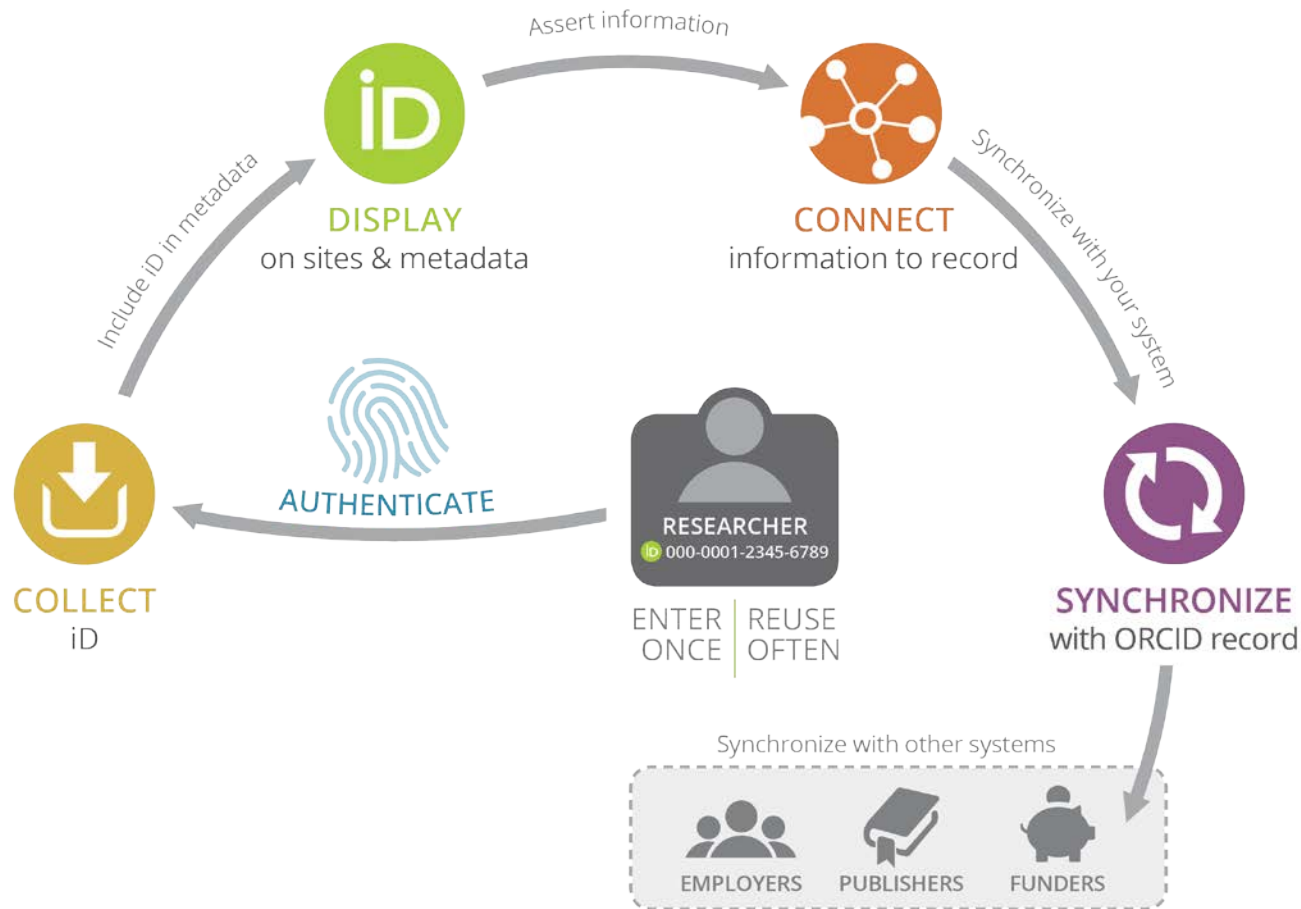 Assert information
iD
DISPLAY
on sites & metadata
CONNECT
information to record
Include iD in metadata
Synchronize with your system
AUTHENTICATE
COLLECT
iD
RESEARCHER
iD 000-0001-2345-6789
ENTER ONCE
REUSE OFTEN
SYNCHRONIZE
with ORCID record
Synchronize with other systems
EMPLOYERS
PUBLISHERS
FUNDERS